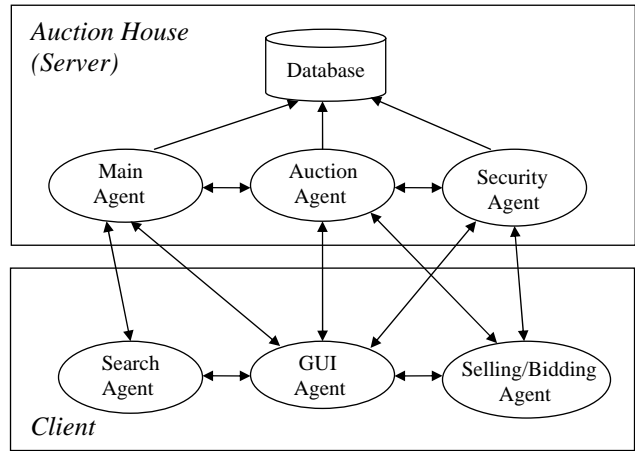 Auction House
(Server)
Database
Main
Agent
Auction
Agent
Security
Agent
Search
Agent
GUI
Agent
Selling/Bidding
Agent
Client